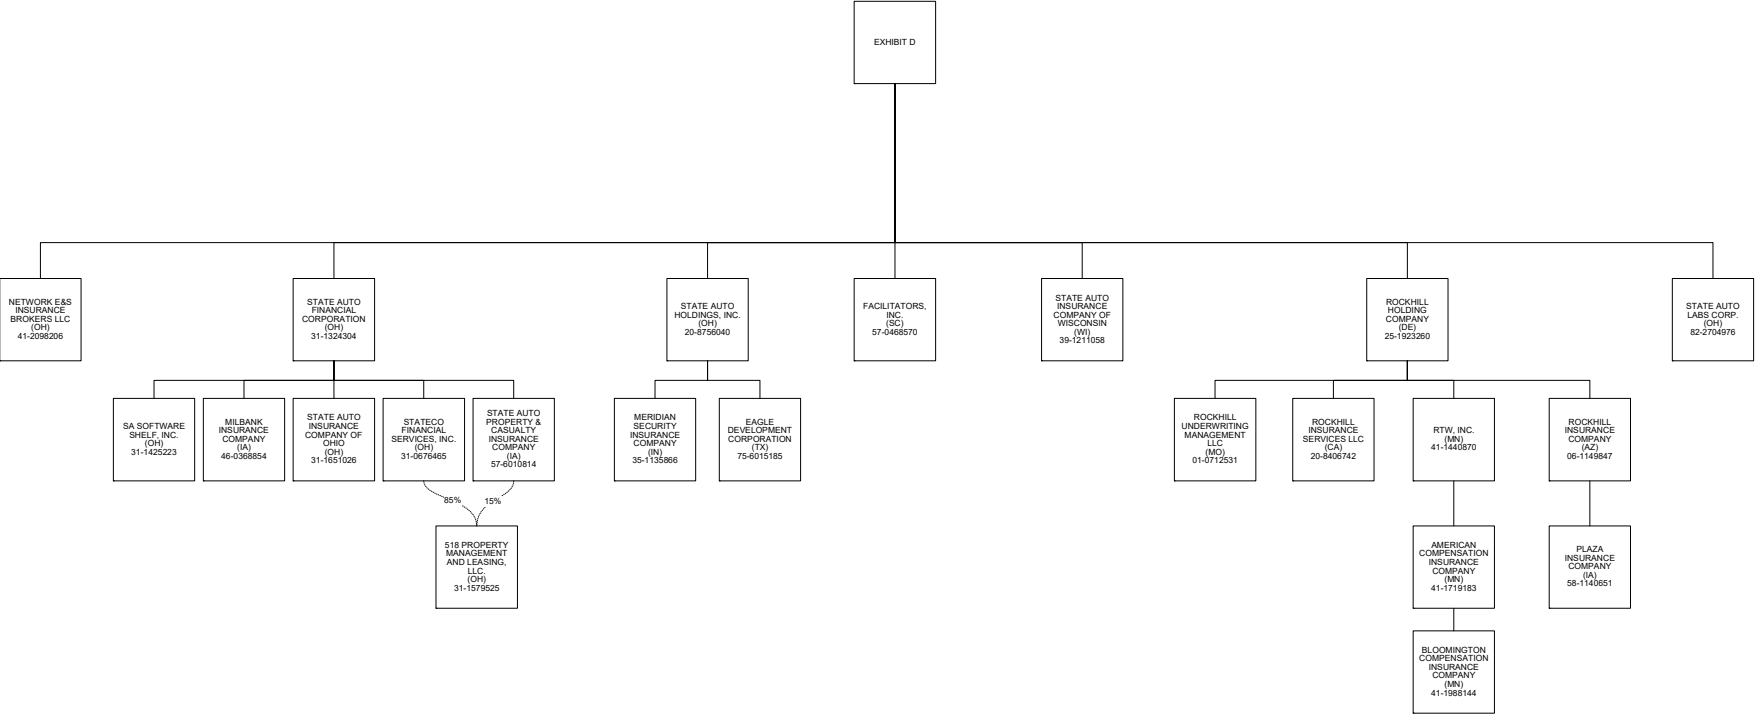 EXHIBIT D
NETWORK E&S
INSURANCE
BROKERS LLC
(OH)
41-2098206
STATE AUTO
FINANCIAL
CORPORATION
(OH)
31-1324304
STATE AUTO
HOLDINGS, INC.
(OH)
20-8756040
FACILITATORS,
INC.
(SC)
57-0468570
STATE AUTO
INSURANCE
COMPANY OF
WISCONSIN
(WI)
39-1211058
ROCKHILL
HOLDING
COMPANY
(DE)
25-1923260
STATE AUTO
LABS CORP.
(OH)
82-2704976
SA SOFTWARE
SHELF, INC.
(OH)
31-1425223
MILBANK
INSURANCE
COMPANY
(IA)
46-0368854
STATE AUTO
INSURANCE
COMPANY OF
OHIO
(OH)
31-1651026
STATECO
FINANCIAL
SERVICES, INC.
(OH)
31-0676465
STATE AUTO
PROPERTY &
CASUALTY
INSURANCE
COMPANY
(IA)
57-6010814
MERIDIAN
SECURITY
INSURANCE
COMPANY
(IN)
35-1135866
EAGLE
DEVELOPMENT
CORPORATION
(TX)
75-6015185
ROCKHILL
UNDERWRITING
MANAGEMENT
LLC
(MO)
01-0712531
ROCKHILL
INSURANCE
SERVICES LLC
(CA)
20-8406742
RTW, INC.
(MN)
41-1440870
ROCKHILL
INSURANCE
COMPANY
(AZ)
06-1149847
85%
15%
518 PROPERTY
MANAGEMENT
AND LEASING,
LLC.
(OH)
31-1579525
AMERICAN
COMPENSATION
INSURANCE
COMPANY
(MN)
41-1719183
PLAZA
INSURANCE
COMPANY
(IA)
58-1140651
BLOOMINGTON
COMPENSATION
INSURANCE
COMPANY
(MN)
41-1988144